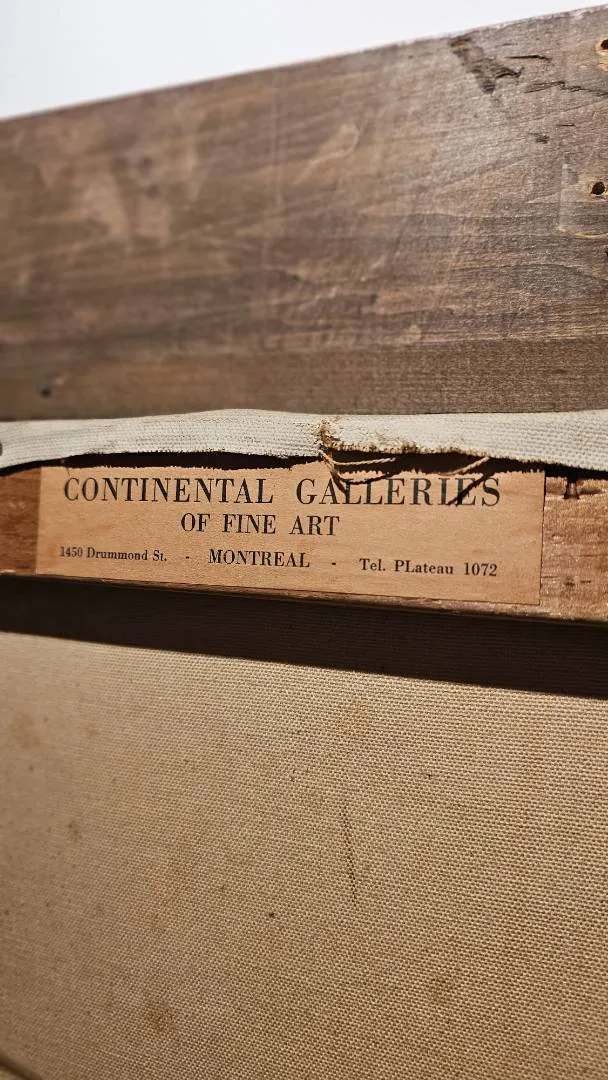 CONTINENTAL GALLERIES
OF FINE ART
1450 Drummond St. - MONTREAL - Tel. PLateau 1072